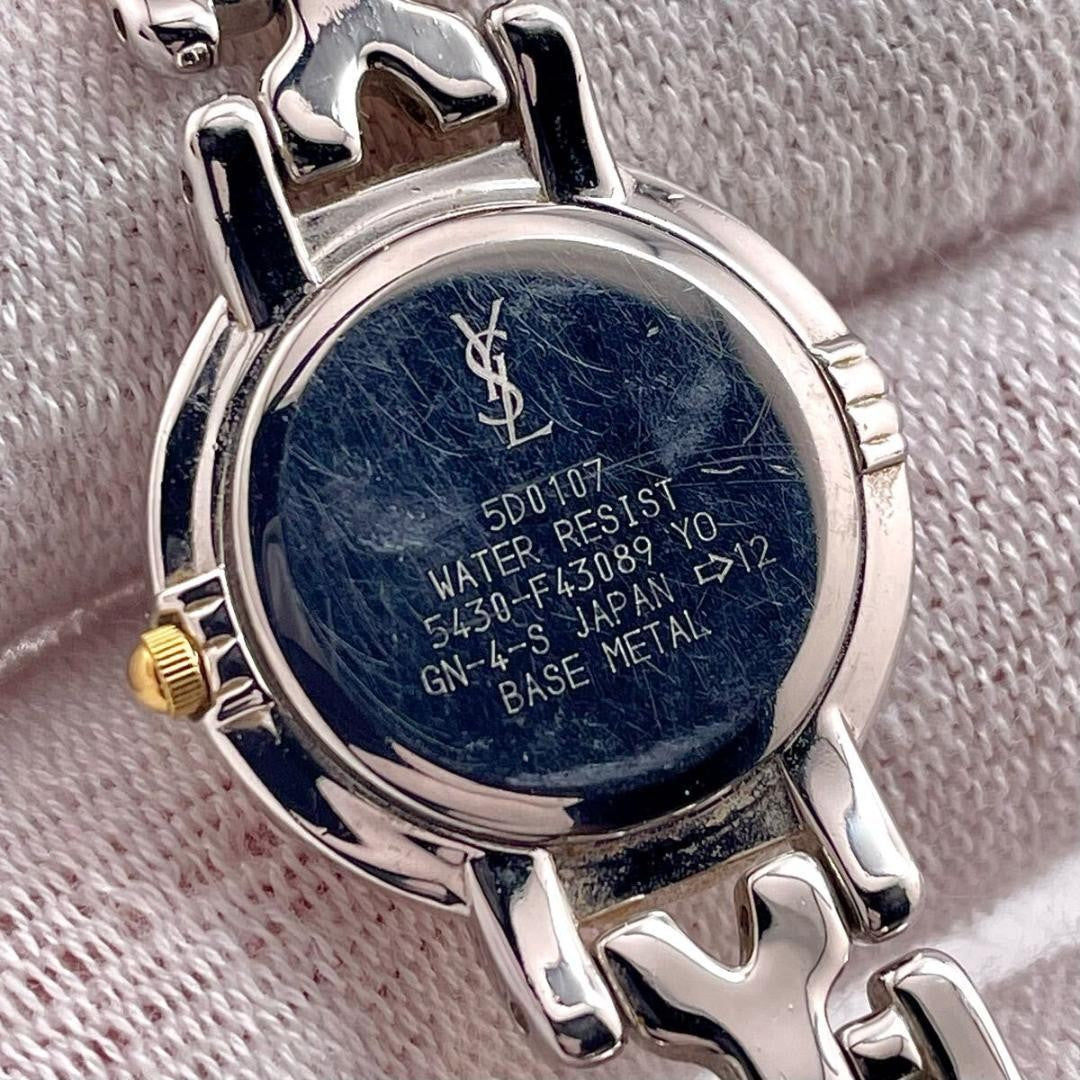 YSL
5D0107
WATER RESIST
5430-F43089 YO
GN-4-S JAPAN ⇨12
BASE METAL